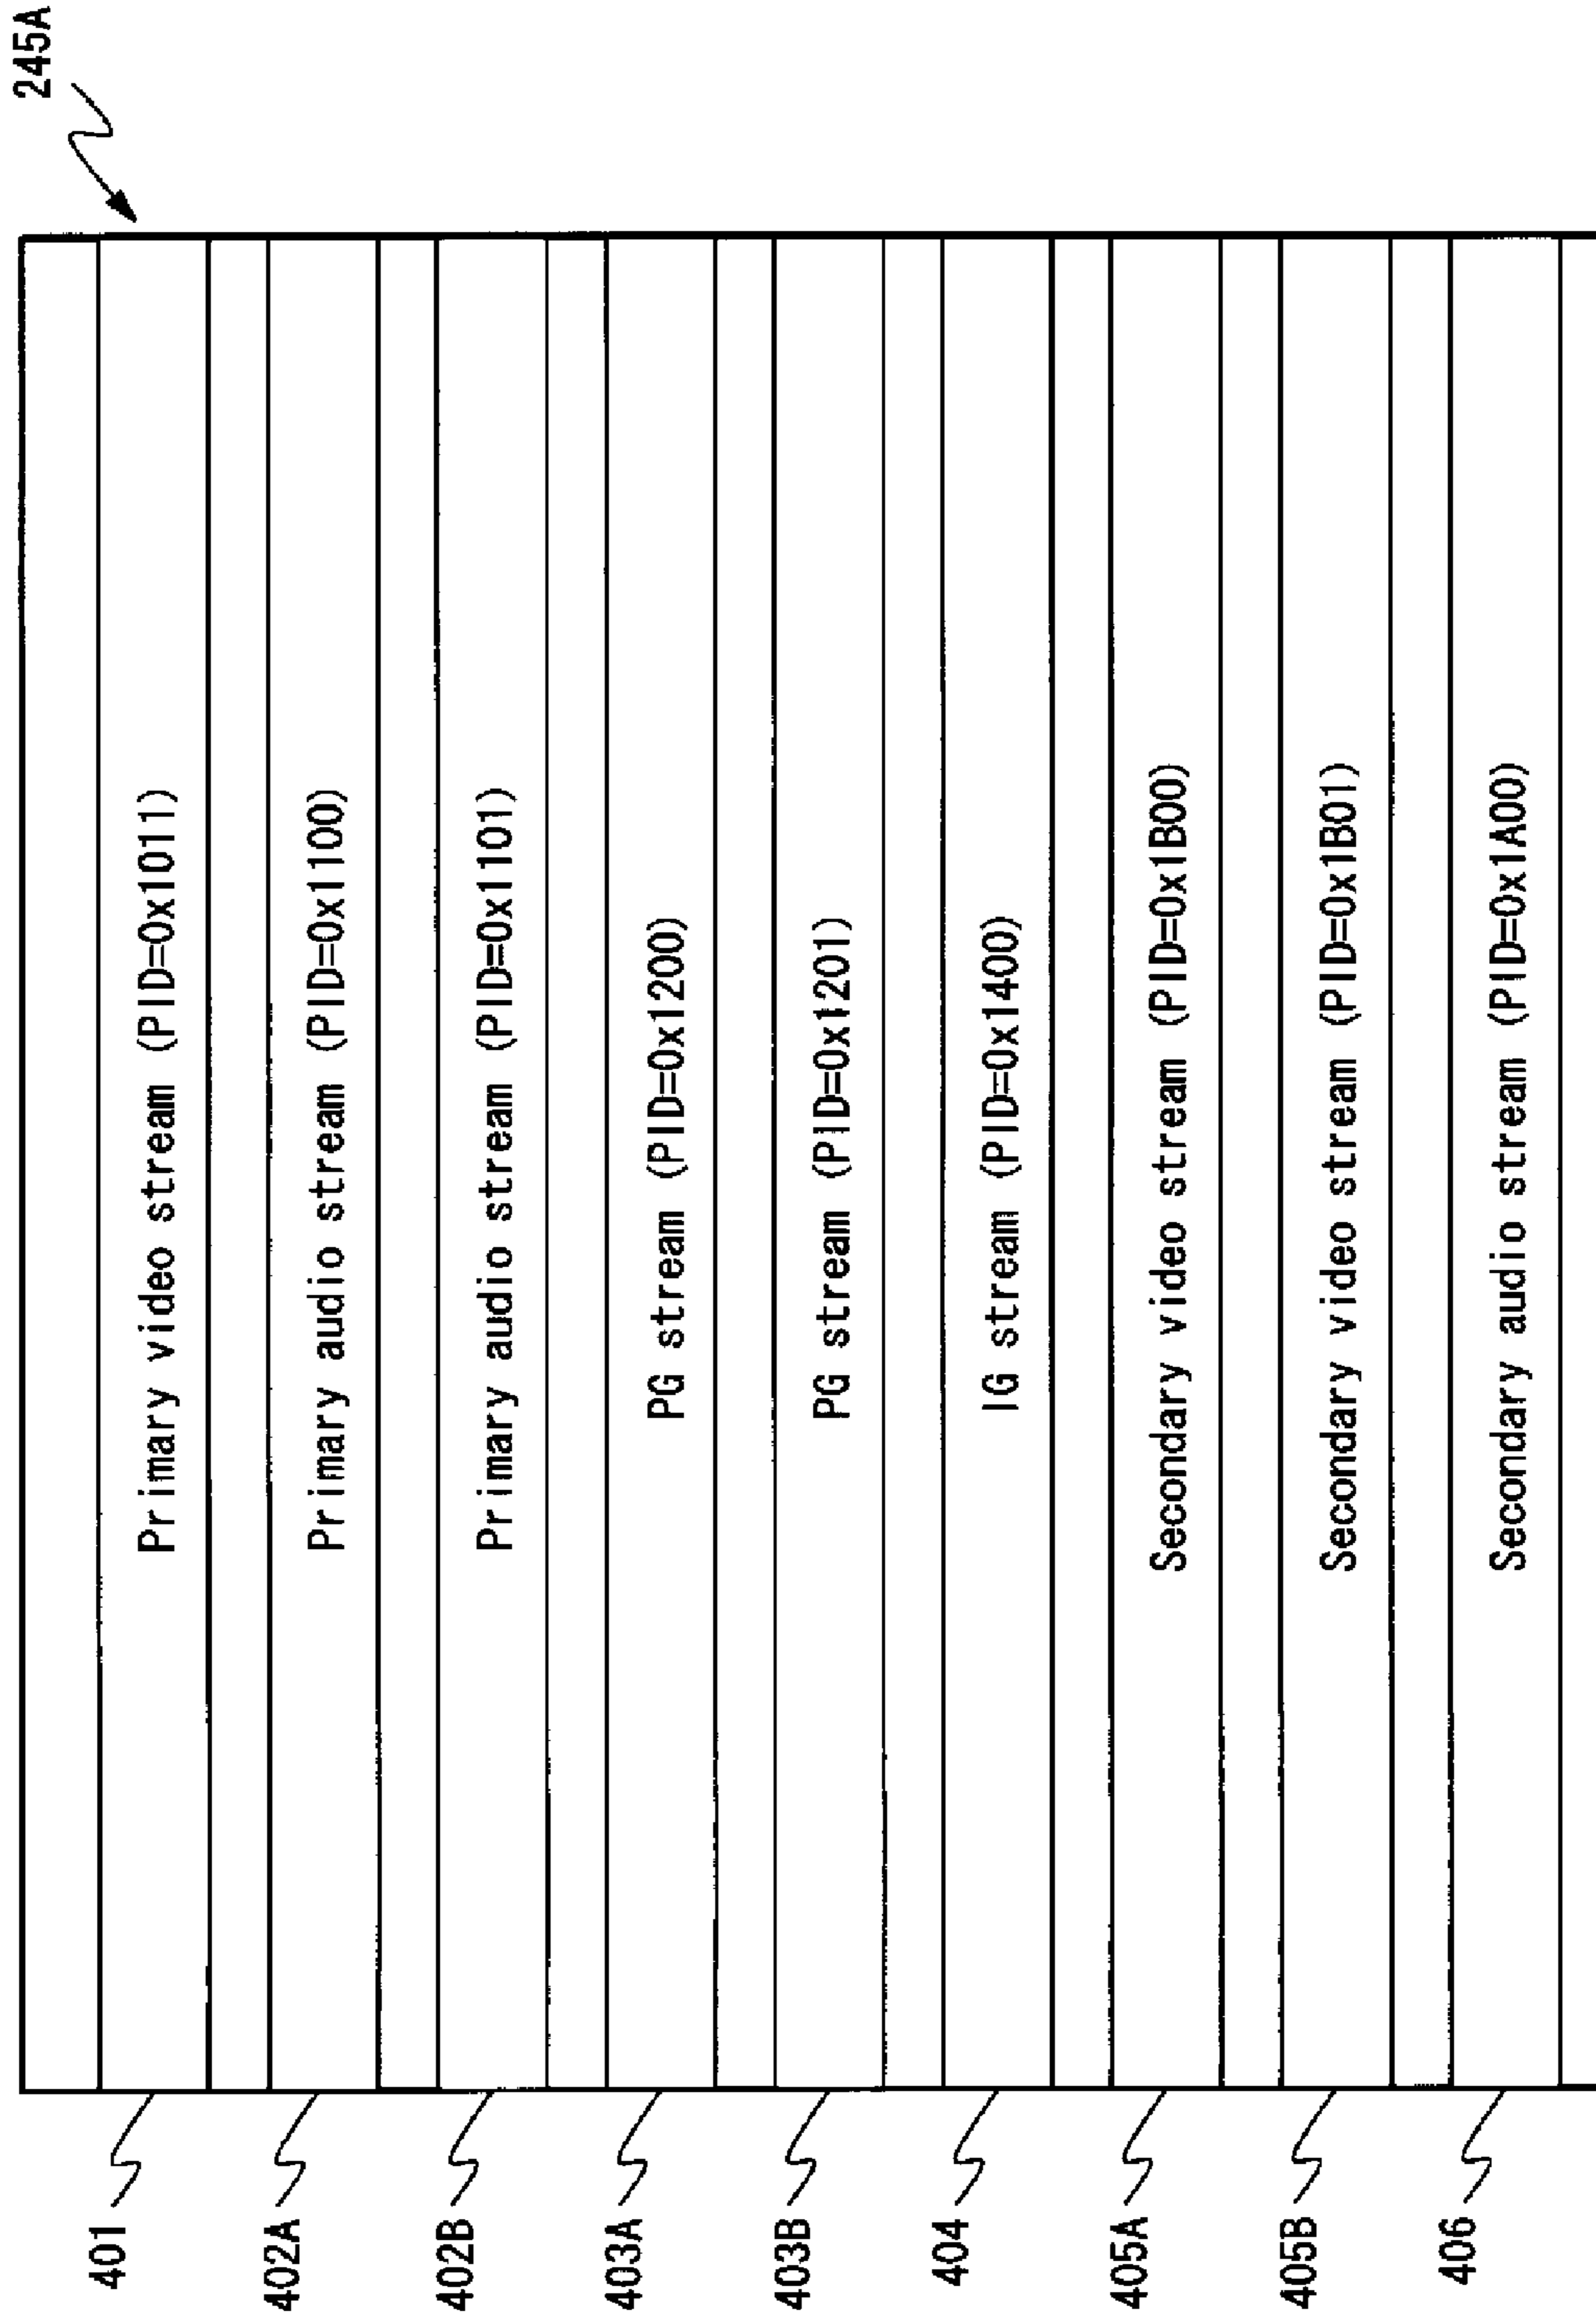 245A
401 Primary video stream (PID=0x1011)
402A Primary audio stream (PID=0x1100)
402B Primary audio stream (PID=0x1101)
403A PG stream (PID=0x1200)
403B PG stream (PID=0x1201)
404 IG stream (PID=0x1400)
405A Secondary video stream (PID=0x1B00)
405B Secondary video stream (PID=0x1B01)
406 Secondary audio stream (PID=0x1A00)